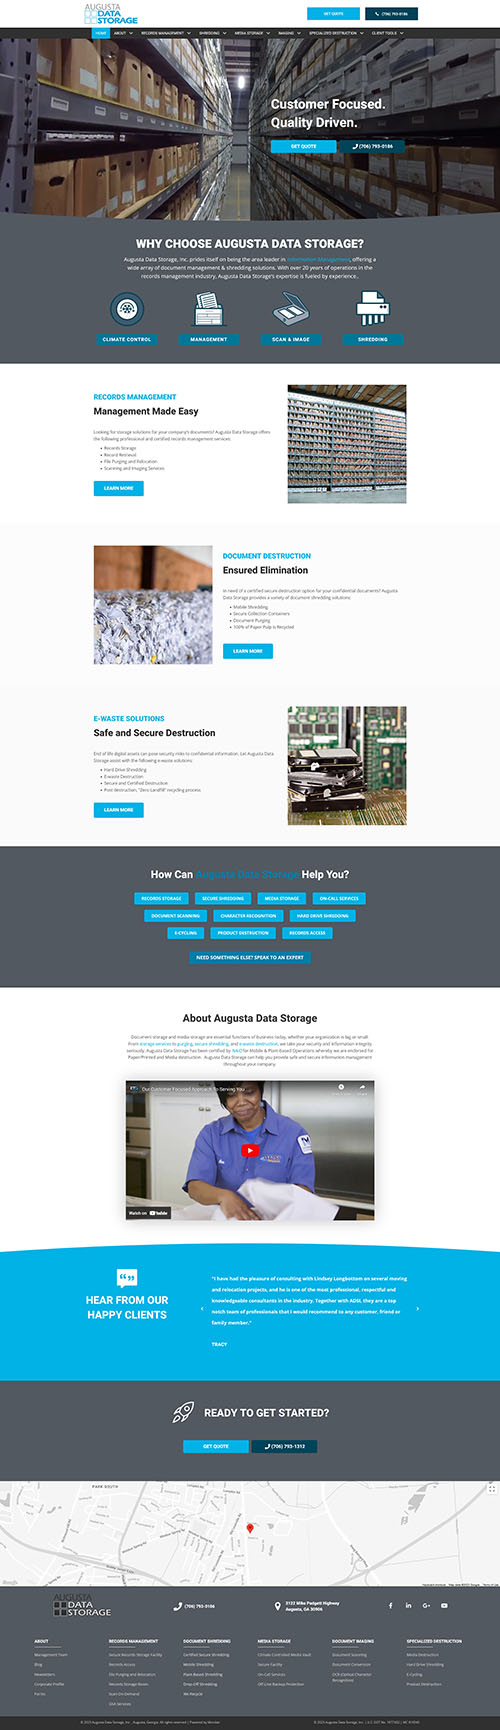 AUGUSTA
DATA
STORAGE
GET QUOTE
(706) 793-0186
HOME
ABOUT
RECORDS MANAGEMENT
SHREDDING
MEDIA STORAGE
IMAGING
SPECIALIZED DESTRUCTION
CLIENT TOOLS
Customer Focused.
Quality Driven.
GET QUOTE
(706) 793-0186
WHY CHOOSE AUGUSTA DATA STORAGE?
Augusta Data Storage, Inc. prides itself on being the area leader in Information Management, offering a
wide array of document management & shredding solutions. With over 20 years of operations in the
records management industry, Augusta Data Storage's expertise is fueled by experience..
CLIMATE CONTROL
MANAGEMENT
SCAN & IMAGE
SHREDDING
RECORDS MANAGEMENT
Management Made Easy
Looking for storage solutions for your company's documents? Augusta Data Storage offers
the following professional and certified records management services:
• Records Storage
• Record Retrieval
• File Purging and Relocation
• Scanning and Imaging Services
LEARN MORE
DOCUMENT DESTRUCTION
Ensured Elimination
In need of a certified secure destruction option for your confidential documents? Augusta
Data Storage provides a variety of document shredding solutions:
• Mobile Shredding
• Secure Collection Containers
• Document Purging
• 100% of Paper Pulp is Recycled
LEARN MORE
E-WASTE SOLUTIONS
Safe and Secure Destruction
End of life digital assets can pose security risks to confidential information. Let Augusta Data
Storage assist with the following e-waste solutions:
• Hard Drive Shredding
• E-waste Destruction
• Secure and Certified Destruction
• Post destruction, "Zero Landfill" recycling process
LEARN MORE
How Can Augusta Data Storage Help You?
RECORDS STORAGE
SECURE SHREDDING
MEDIA STORAGE
ON-CALL SERVICES
DOCUMENT SCANNING
CHARACTER RECOGNITION
HARD DRIVE SHREDDING
E-CYCLING
PRODUCT DESTRUCTION
RECORDS ACCESS
NEED SOMETHING ELSE? SPEAK TO AN EXPERT
About Augusta Data Storage
Document storage and media storage are essential functions of business today, whether your organization is big or small.
From storage services to purging, secure shredding, and e-waste destruction, we take your security and information integrity
seriously. Augusta Data Storage has been certified by NAID for Mobile & Plant-based Operations whereby we are endorsed for
Paper/Printed and Media destruction. Augusta Data Storage can help you provide safe and secure information management
throughout your company.
Our Customer Focused Approach To Serving You
Watch on YouTube
HEAR FROM OUR
HAPPY CLIENTS
"I have had the pleasure of consulting with Lindsey Longbottom on several moving
and relocation projects, and he is one of the most professional, respectful and
knowledgeable consultants in the industry. Together with ADSI, they are a top
notch team of professionals that I would recommend to any customer, friend or
family member."
TRACY
READY TO GET STARTED?
GET QUOTE
(706) 793-1312
PARK SOUTH
Google
AUGUSTA
DATA
STORAGE
(706) 793-0186
3122 Mike Padgett Highway
Augusta, GA 30906
ABOUT
Management Team
Blog
Newsletters
Corporate Profile
Forms
RECORDS MANAGEMENT
Secure Records Storage Facility
Records Access
File Purging and Relocation
Records Storage Boxes
Scan-On-Demand
GSA Services
DOCUMENT SHREDDING
Certified Secure Shredding
Mobile Shredding
Plant-Based Shredding
Drop-Off Shredding
We Recycle
MEDIA STORAGE
Climate Controlled Media Vault
Secure Facility
On-Call Services
Off-Line Backup Protection
DOCUMENT IMAGING
Document Scanning
Document Conversion
OCR (Optical Character
Recognition)
SPECIALIZED DESTRUCTION
Media Destruction
Hard Drive Shredding
E-Cycling
Product Destruction